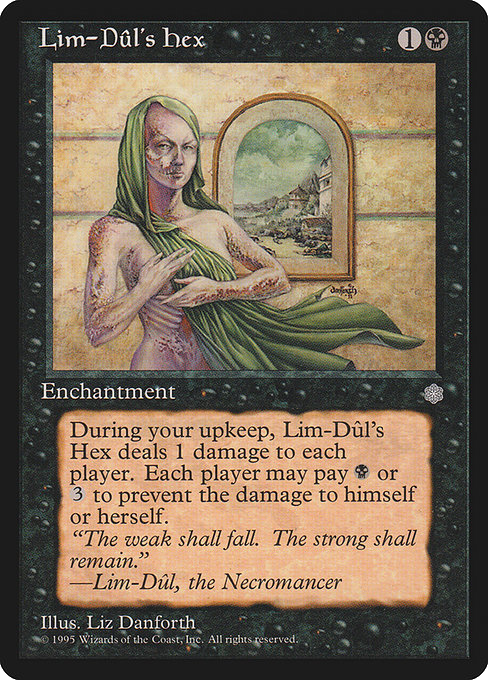 Lim-Dûl's Hex 1
Danforth
Enchantment
During your upkeep, Lim-Dûl's
Hex deals 1 damage to each
player. Each player may pay or
3 to prevent the damage to himself
or herself.
“The weak shall fall. The strong shall
remain.”
—Lim-Dûl, the Necromancer
Illus. Liz Danforth
© 1995 Wizards of the Coast, Inc. All rights reserved.